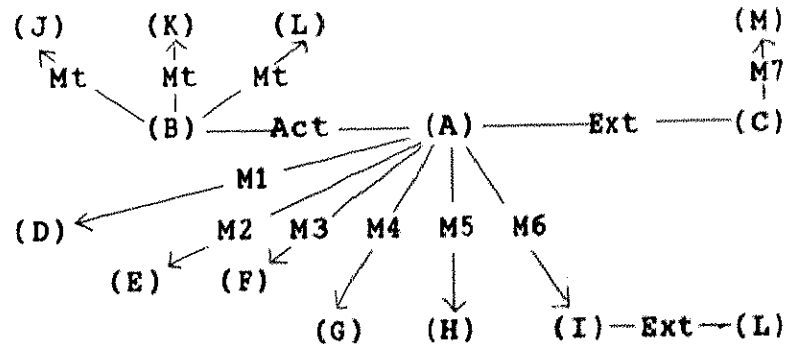 (J) (K) (L) (M)
Mt Mt Mt M7
(B) Act (A) Ext (C)
M1
(D) M2 M3 M4 M5 M6
(E) (F)
(G) (H) (I) Ext (L)